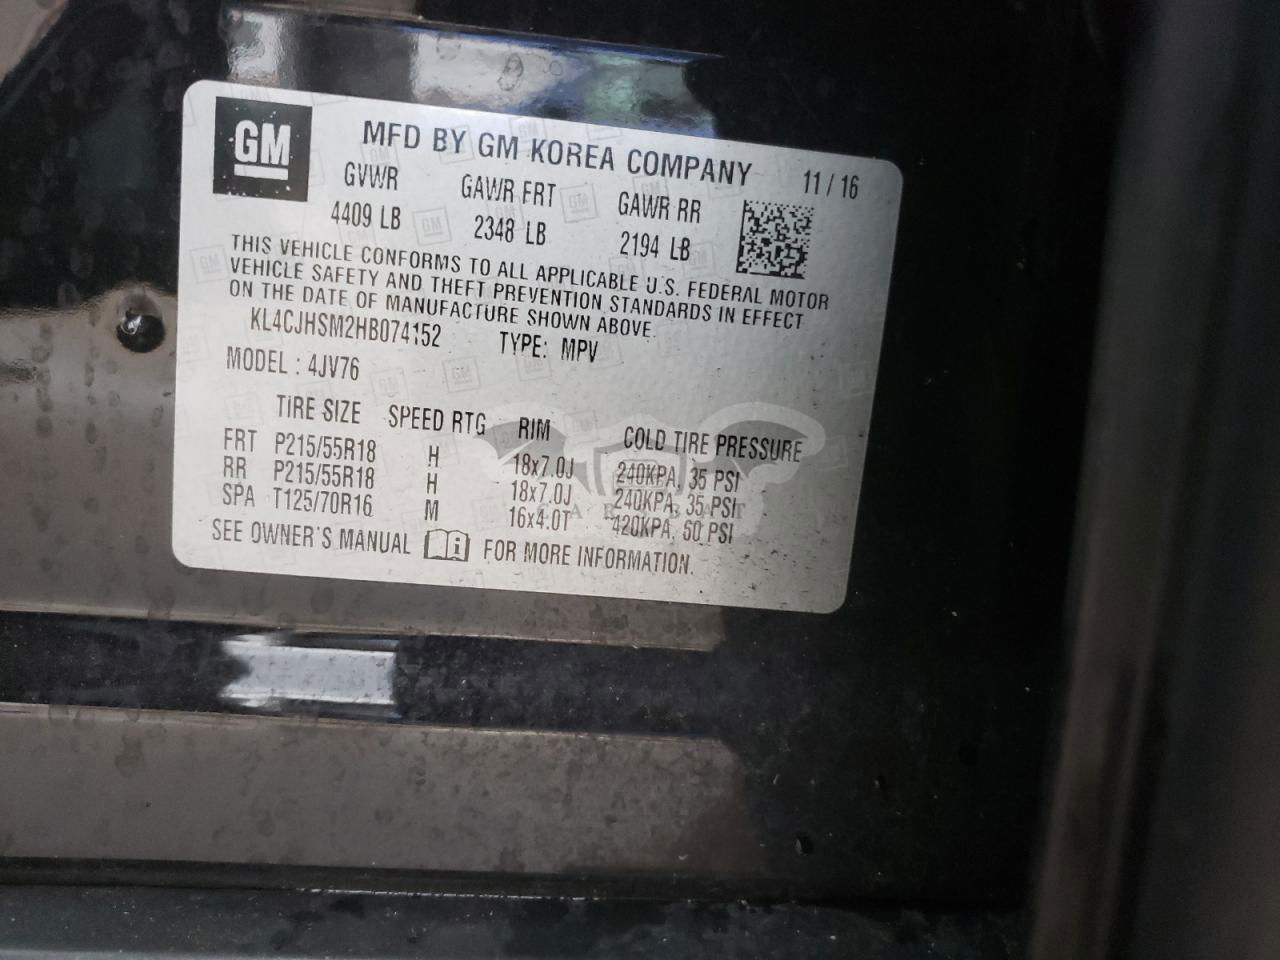 GM
MFD BY GM KOREA COMPANY 11 / 16
GVWR GAWR FRT GAWR RR
4409 LB 2348 LB 2194 LB
THIS VEHICLE CONFORMS TO ALL APPLICABLE U.S. FEDERAL MOTOR
VEHICLE SAFETY AND THEFT PREVENTION STANDARDS IN EFFECT
ON THE DATE OF MANUFACTURE SHOWN ABOVE.
KL4CJHSM2HB074152 TYPE: MPV
MODEL : 4JV76
TIRE SIZE SPEED RTG RIM COLD TIRE PRESSURE
FRT P215/55R18 H 18x7.0J 240KPA, 35 PSI
RR P215/55R18 H 18x7.0J 240KPA, 35 PSI
SPA T125/70R16 M 16x4.0T 420KPA, 60 PSI
SEE OWNER'S MANUAL FOR MORE INFORMATION.